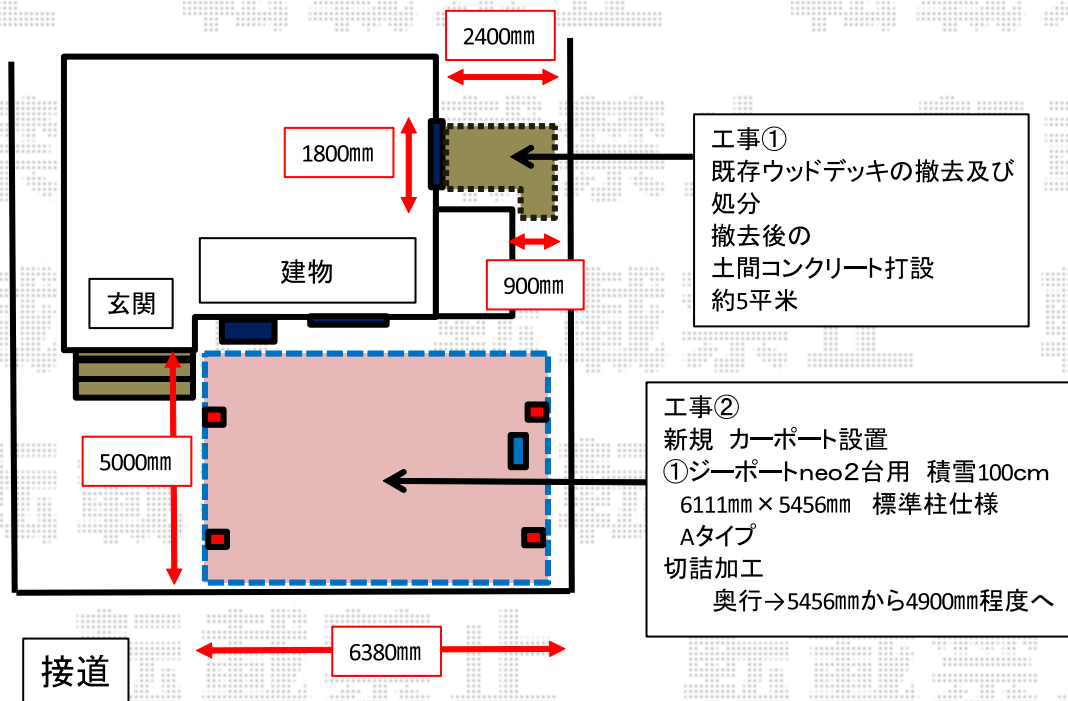 2400㎜
1800㎜
工事①
既存ウッドデッキの撤去及び
処分
撤去後の
土間コンクリート打設
約5平米
建物
玄関
900㎜
工事②
新規 カーポート設置
①ジーポートneo2台用 積雪100cm
6111㎜×5456㎜ 標準柱仕様
Aタイプ
切詰加工
奥行→5456㎜から4900㎜程度へ
5000㎜
6380㎜
接道